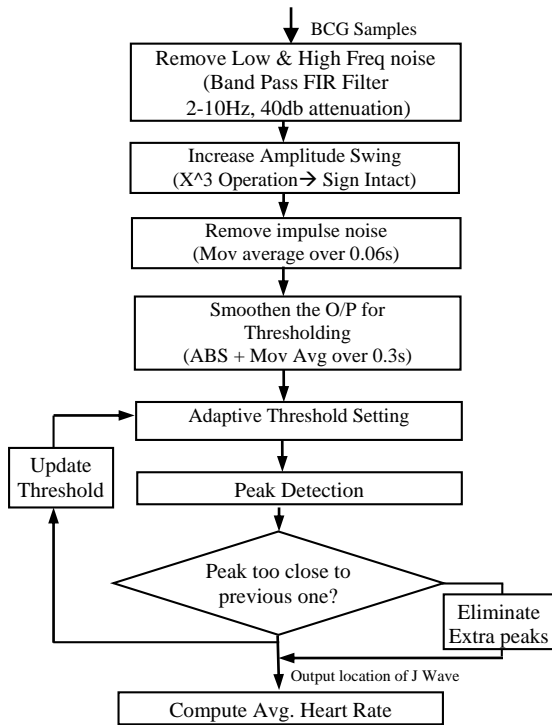 BCG Samples
Remove Low & High Freq noise
(Band Pass FIR Filter
2-10Hz, 40db attenuation)
Increase Amplitude Swing
(X^3 Operation→ Sign Intact)
Remove impulse noise
(Mov average over 0.06s)
Smoothen the O/P for
Thresholding
(ABS + Mov Avg over 0.3s)
Adaptive Threshold Setting
Update
Threshold
Peak Detection
Peak too close to
previous one?
Eliminate
Extra peaks
Output location of J Wave
Compute Avg. Heart Rate